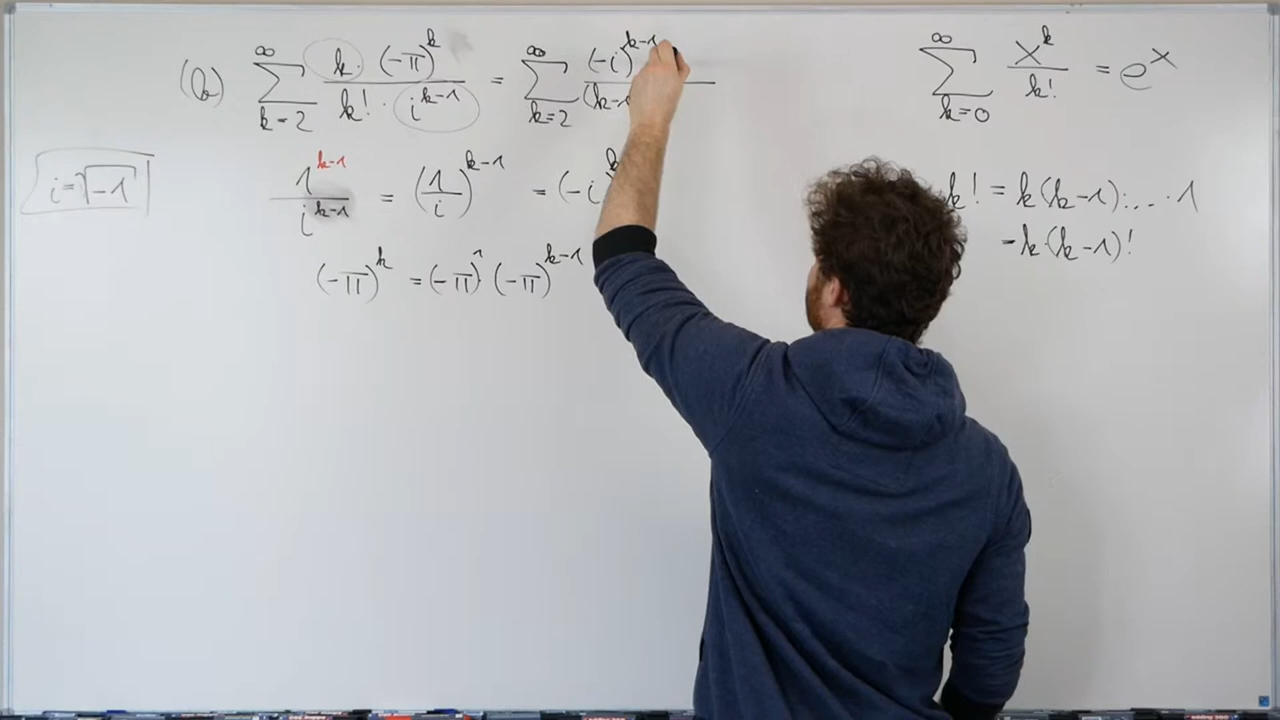 (b) ∞∑k=2 k·(-π)^k / k!·i^(k-1) = ∞∑k=2 (-i)^(k-1) / (k-1
∞∑k=0 x^k / k! = e^x
i=√-1
1^(k-1) / i^(k-1) = (1/i)^(k-1) = (-i
k! = k(k-1):...1
-k·(k-1)!
(-π)^k = (-π)^1·(-π)^(k-1)